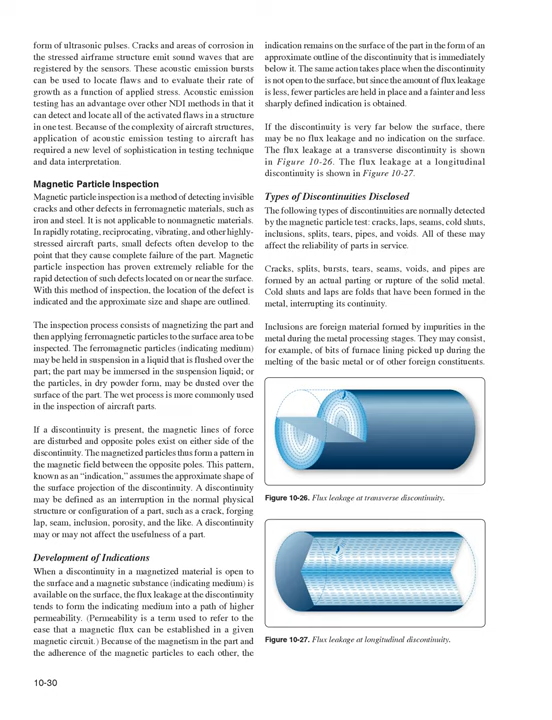 form of ultrasonic pulses. Cracks and areas of corrosion in
the stressed airframe structure emit sound waves that are
registered by the sensors. These acoustic emission bursts
can be used to locate flaws and to evaluate their rate of
growth as a function of applied stress. Acoustic emission
testing has an advantage over other NDI methods in that it
can detect and locate all of the activated flaws in a structure
in one test. Because of the complexity of aircraft structures,
application of acoustic emission testing to aircraft has
required a new level of sophistication in testing technique
and data interpretation.
Magnetic Particle Inspection
Magnetic particle inspection is a method of detecting invisible
cracks and other defects in ferromagnetic materials, such as
iron and steel. It is not applicable to nonmagnetic materials.
In rapidly rotating, reciprocating, vibrating, and other highly-
stressed aircraft parts, small defects often develop to the
point that they cause complete failure of the part. Magnetic
particle inspection has proven extremely reliable for the
rapid detection of such defects located on or near the surface.
With this method of inspection, the location of the defect is
indicated and the approximate size and shape are outlined.
The inspection process consists of magnetizing the part and
then applying ferromagnetic particles to the surface area to be
inspected. The ferromagnetic particles (indicating medium)
may be held in suspension in a liquid that is flushed over the
part; the part may be immersed in the suspension liquid; or
the particles, in dry powder form, may be dusted over the
surface of the part. The wet process is more commonly used
in the inspection of aircraft parts.
If a discontinuity is present, the magnetic lines of force
are disturbed and opposite poles exist on either side of the
discontinuity. The magnetized particles thus form a pattern in
the magnetic field between the opposite poles. This pattern,
known as an “indication,” assumes the approximate shape of
the surface projection of the discontinuity. A discontinuity
may be defined as an interruption in the normal physical
structure or configuration of a part, such as a crack, forging
lap, seam, inclusion, porosity, and the like. A discontinuity
may or may not affect the usefulness of a part.
Development of Indications
When a discontinuity in a magnetized material is open to
the surface and a magnetic substance (indicating medium) is
available on the surface, the flux leakage at the discontinuity
tends to form the indicating medium into a path of higher
permeability. (Permeability is a term used to refer to the
ease that a magnetic flux can be established in a given
magnetic circuit.) Because of the magnetism in the part and
the adherence of the magnetic particles to each other, the
indication remains on the surface of the part in the form of an
approximate outline of the discontinuity that is immediately
below it. The same action takes place when the discontinuity
is not open to the surface, but since the amount of flux leakage
is less, fewer particles are held in place and a fainter and less
sharply defined indication is obtained.
If the discontinuity is very far below the surface, there
may be no flux leakage and no indication on the surface.
The flux leakage at a transverse discontinuity is shown
in Figure 10-26. The flux leakage at a longitudinal
discontinuity is shown in Figure 10-27.
Types of Discontinuities Disclosed
The following types of discontinuities are normally detected
by the magnetic particle test: cracks, laps, seams, cold shuts,
inclusions, splits, tears, pipes, and voids. All of these may
affect the reliability of parts in service.
Cracks, splits, bursts, tears, seams, voids, and pipes are
formed by an actual parting or rupture of the solid metal.
Cold shuts and laps are folds that have been formed in the
metal, interrupting its continuity.
Inclusions are foreign material formed by impurities in the
metal during the metal processing stages. They may consist,
for example, of bits of furnace lining picked up during the
melting of the basic metal or of other foreign constituents.
Figure 10-26. Flux leakage at transverse discontinuity.
Figure 10-27. Flux leakage at longitudinal discontinuity.
10-30